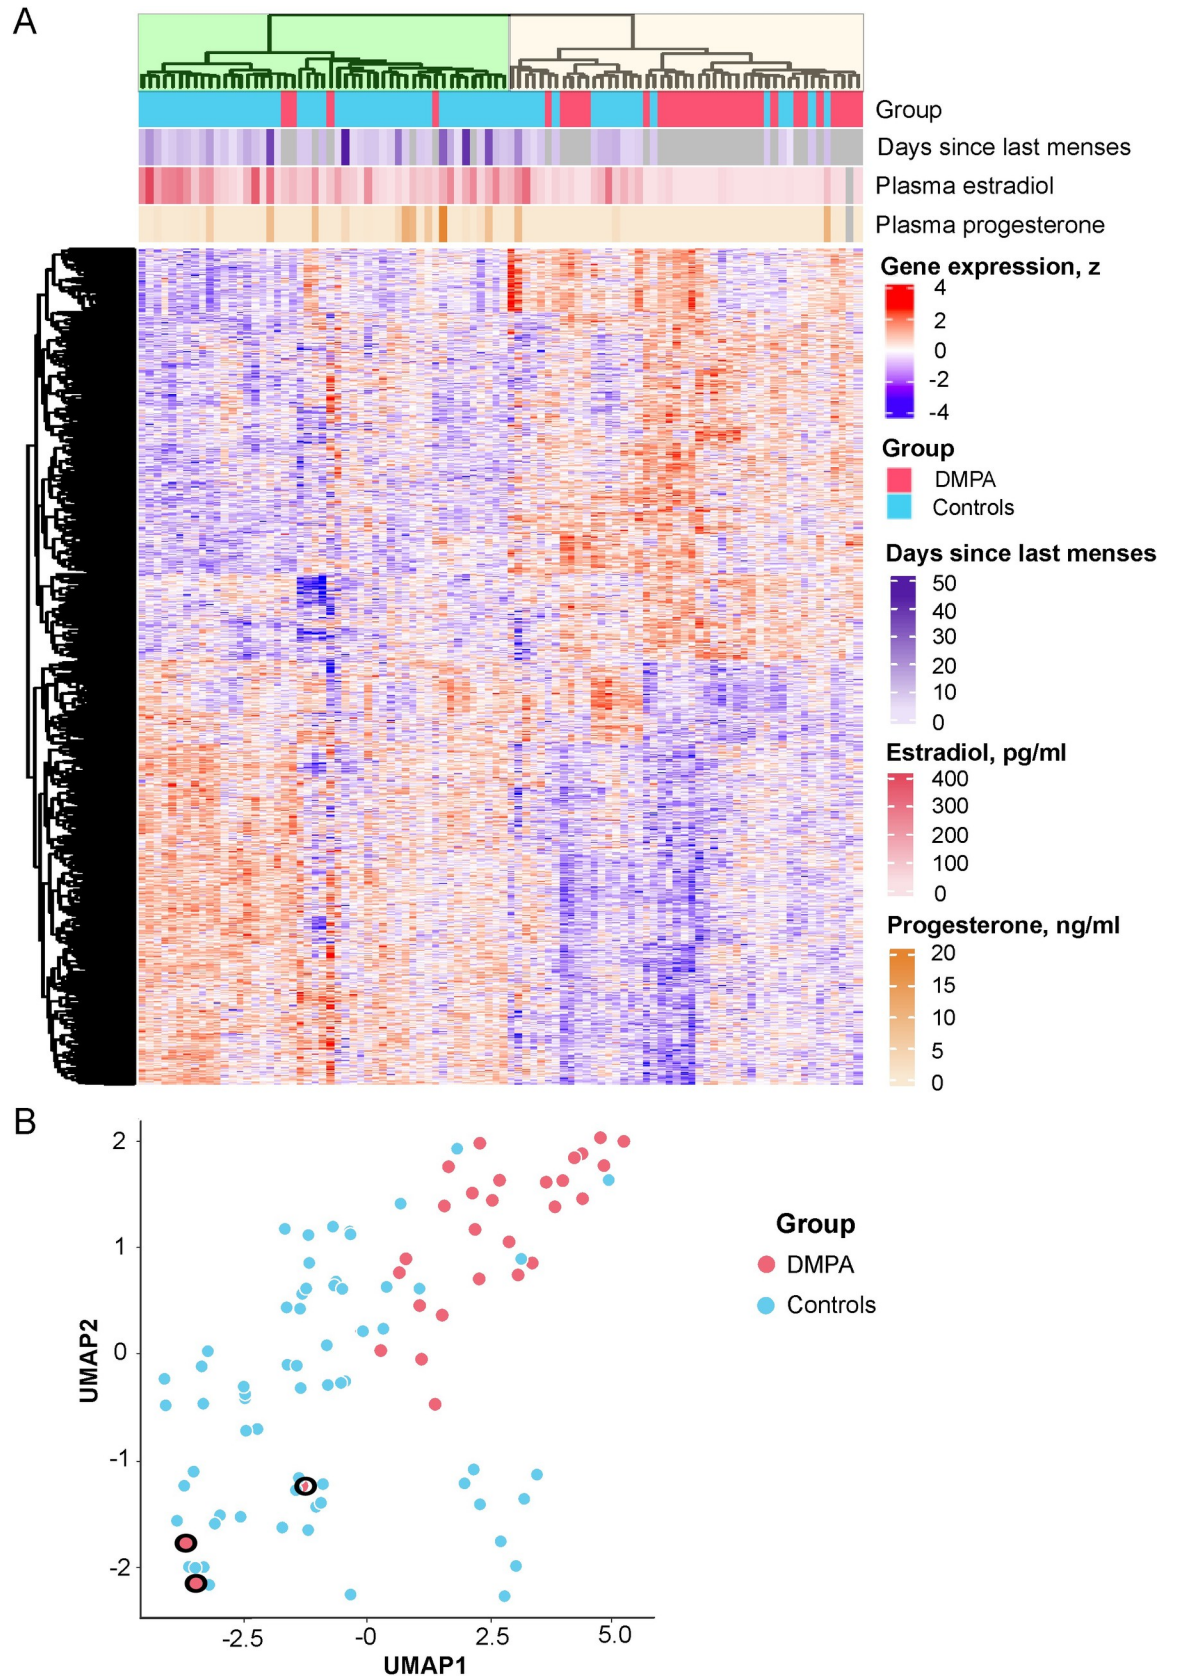 A
Group
Days since last menses
Plasma estradiol
Plasma progesterone
Gene expression, z
4
2
0
-2
-4
Group
DMPA
Controls
Days since last menses
50
40
30
20
10
0
Estradiol, pg/ml
400
300
200
100
0
Progesterone, ng/ml
20
15
10
5
0
B
2
1
0
-1
-2
UMAP2
Group
DMPA
Controls
-2.5 -0 2.5 5.0
UMAP1